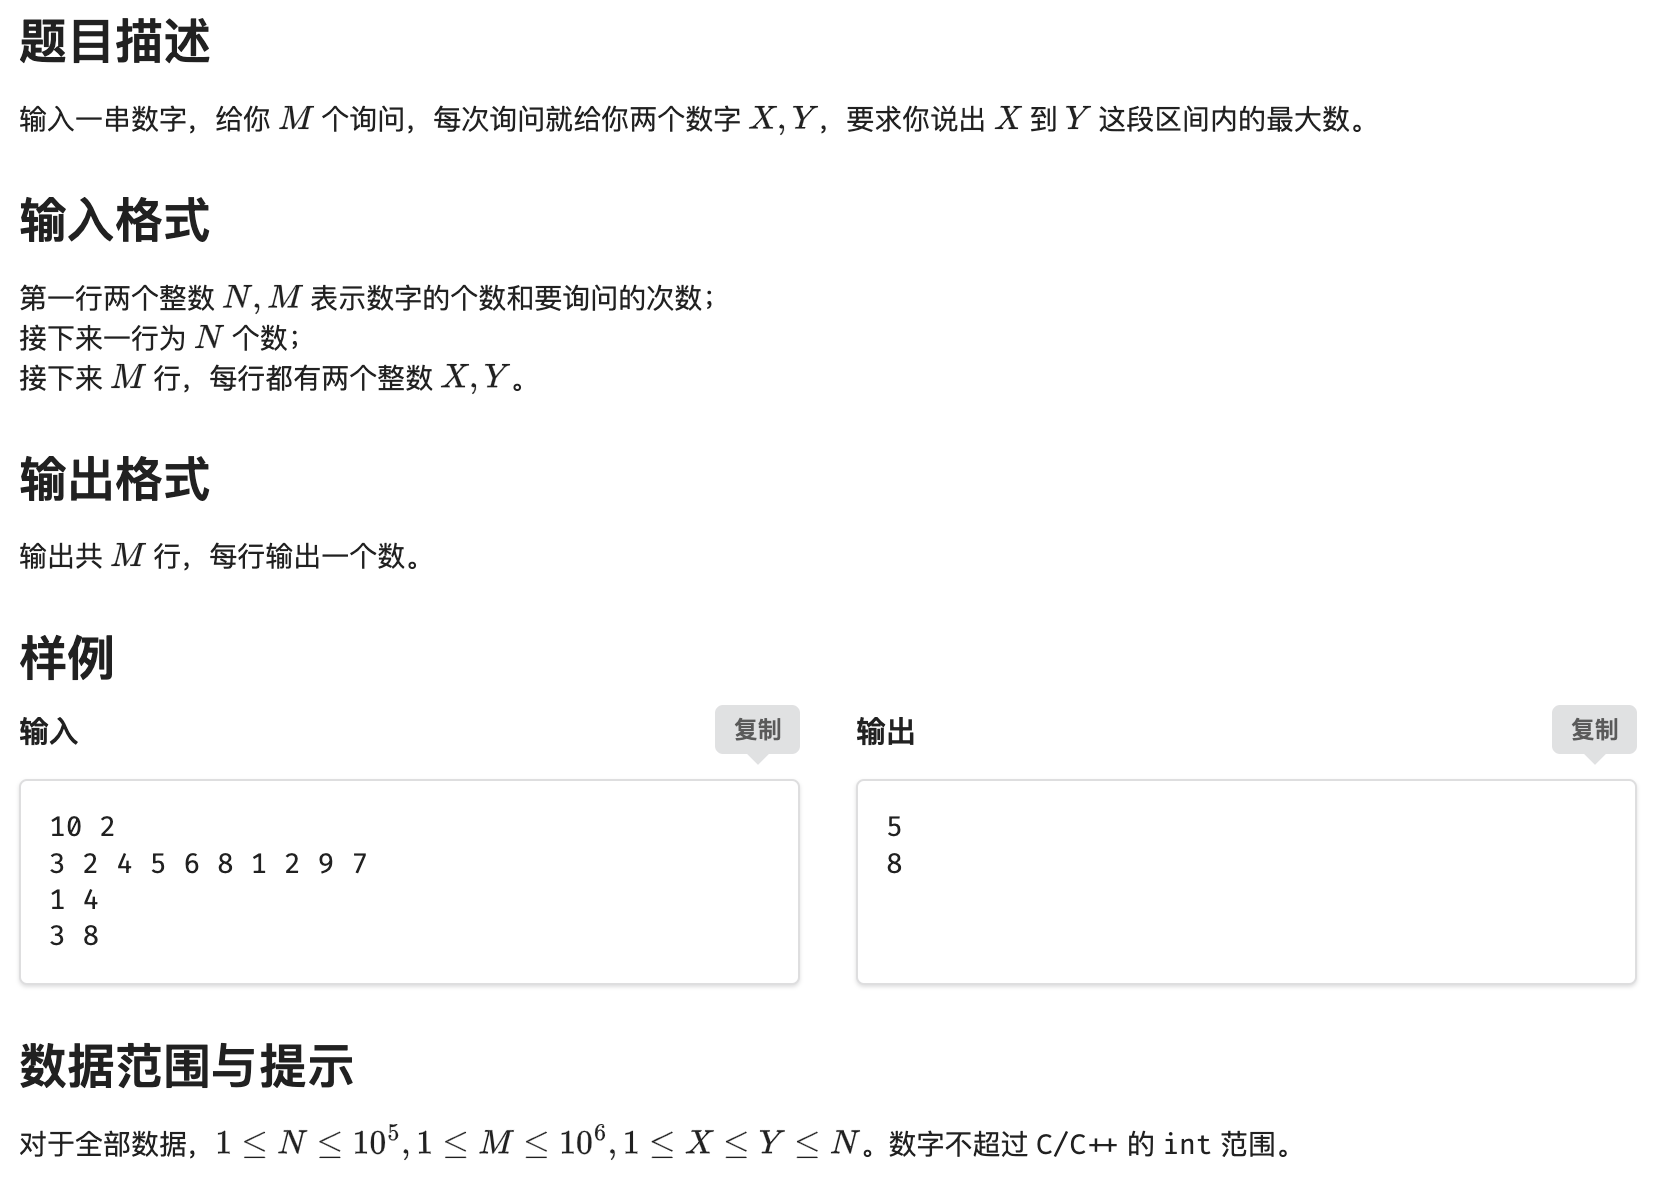 题目描述
输入一串数字，给你 M 个询问，每次询问就给你两个数字 X, Y，要求你说出 X 到 Y 这段区间内的最大数。
输入格式
第一行两个整数 N, M 表示数字的个数和要询问的次数；
接下来一行为 N 个数；
接下来 M 行，每行都有两个整数 X, Y。
输出格式
输出共 M 行，每行输出一个数。
样例
输入
复制
10 2
3 2 4 5 6 8 1 2 9 7
1 4
3 8
输出
复制
5
8
数据范围与提示
对于全部数据，1 ≤ N ≤ 10^5, 1 ≤ M ≤ 10^6, 1 ≤ X ≤ Y ≤ N。数字不超过 C/C++ 的 int 范围。